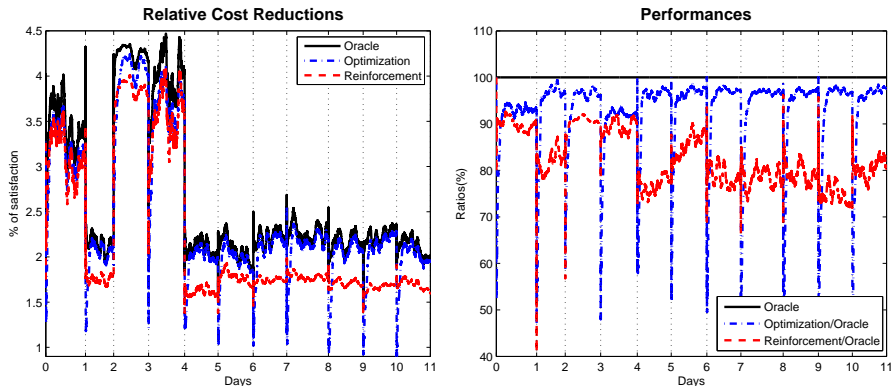 Relative Cost Reductions
% of satisfaction
4.5
4
3.5
3
2.5
2
1.5
1
Oracle
Optimization
Reinforcement
0 1 2 3 4 5 6 7 8 9 10 11
Days
Performances
Ratios(%)
110
100
90
80
70
60
50
40
Oracle
Optimization/Oracle
Reinforcement/Oracle
0 1 2 3 4 5 6 7 8 9 10 11
Days